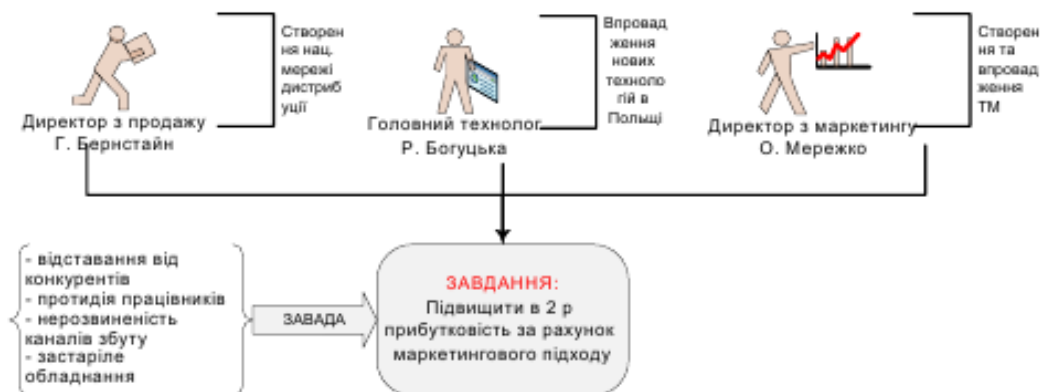 Створен
ня нац.
мережі
дистриб
уції
Директор з продажу
Г. Бернстайн
Впровад
ження
нових
техноло
гій в
Польщі
Головний технолог
Р. Богуцька
Створен
ня та
впровад
ження
ТМ
Директор з маркетингу
О. Мережко
- відставання від
конкурентів
- протидія працівників
- нерозвиненість
каналів збуту
- застаріле
обладнання
ЗАВАДА
ЗАВДАННЯ:
Підвищити в 2 р
прибутковість за рахунок
маркетингового підходу